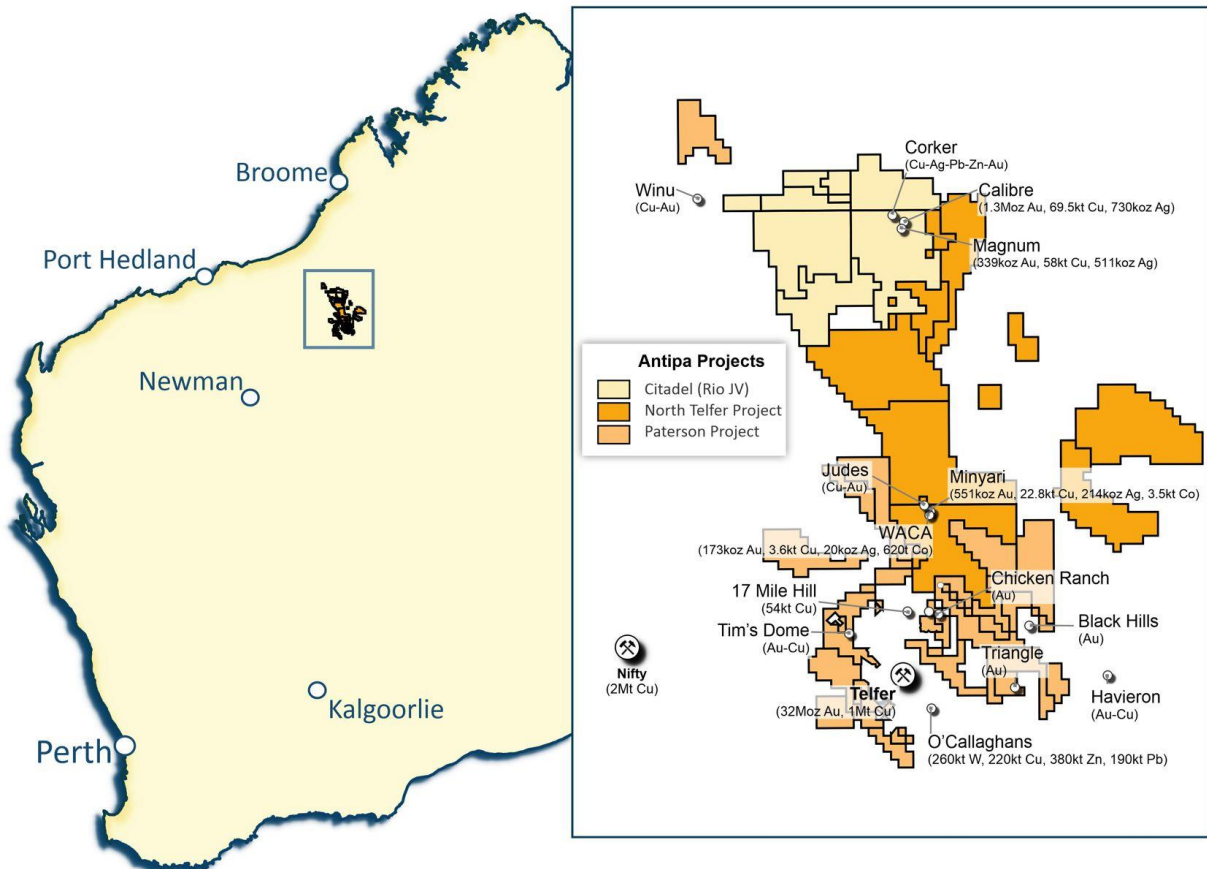 Broome
Port Hedland
Newman
Kalgoorlie
Perth
Corker
(Cu-Ag-Pb-Zn-Au)
Winu
(Cu-Au)
Calibre
(1.3Moz Au, 69.5kt Cu, 730koz Ag)
Magnum
(339koz Au, 58kt Cu, 511koz Ag)
Antipa Projects
Citadel (Rio JV)
North Telfer Project
Paterson Project
Judes
(Cu-Au)
Minyari
(551koz Au, 22.8kt Cu, 214koz Ag, 3.5kt Co)
WACA
(173koz Au, 3.6kt Cu, 20koz Ag, 620t Co)
Chicken Ranch
(Au)
17 Mile Hill
(54kt Cu)
Black Hills
(Au)
Tim's Dome
(Au-Cu)
Triangle
(Au)
Nifty
(2Mt Cu)
Telfer
(32Moz Au, 1Mt Cu)
Havieron
(Au-Cu)
O'Callaghans
(260kt W, 220kt Cu, 380kt Zn, 190kt Pb)